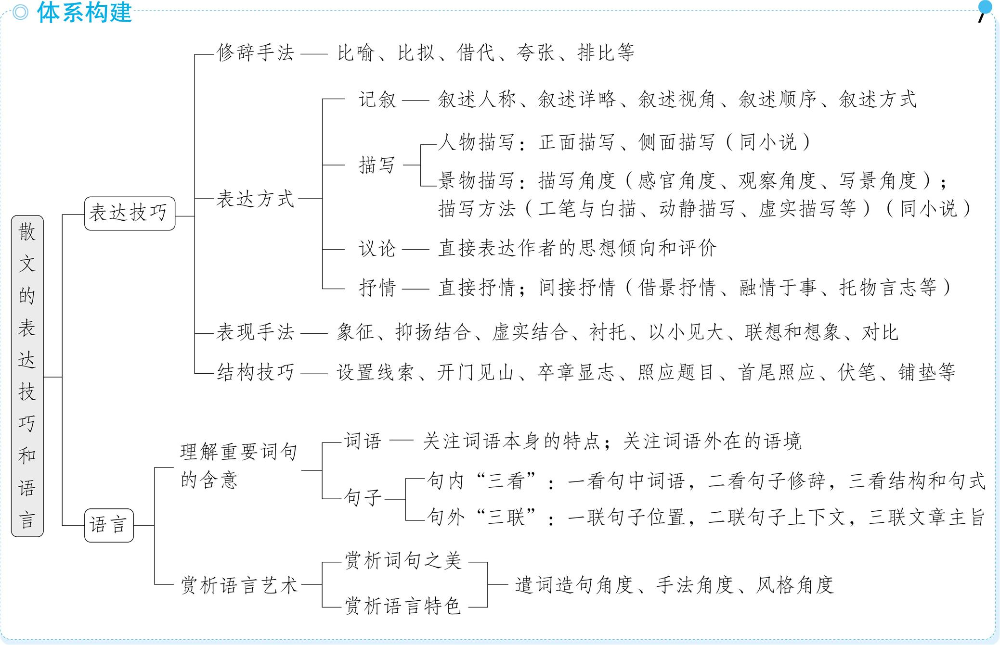 体系构建
散文的表达技巧和语言
表达技巧
修辞手法
比喻、比拟、借代、夸张、排比等
表达方式
记叙
叙述人称、叙述详略、叙述视角、叙述顺序、叙述方式
描写
人物描写：正面描写、侧面描写（同小说）
景物描写：描写角度（感官角度、观察角度、写景角度）；
描写方法（工笔与白描、动静描写、虚实描写等）（同小说）
议论
直接表达作者的思想倾向和评价
抒情
直接抒情；间接抒情（借景抒情、融情于事、托物言志等）
表现手法
象征、抑扬结合、虚实结合、衬托、以小见大、联想和想象、对比
结构技巧
设置线索、开门见山、卒章显志、照应题目、首尾照应、伏笔、铺垫等
语言
理解重要词句
的含意
词语
关注词语本身的特点；关注词语外在的语境
句子
句内“三看”：一看句中词语，二看句子修辞，三看结构和句式
句外“三联”：一联句子位置，二联句子上下文，三联文章主旨
赏析语言艺术
赏析词句之美
赏析语言特色
遣词造句角度、手法角度、风格角度